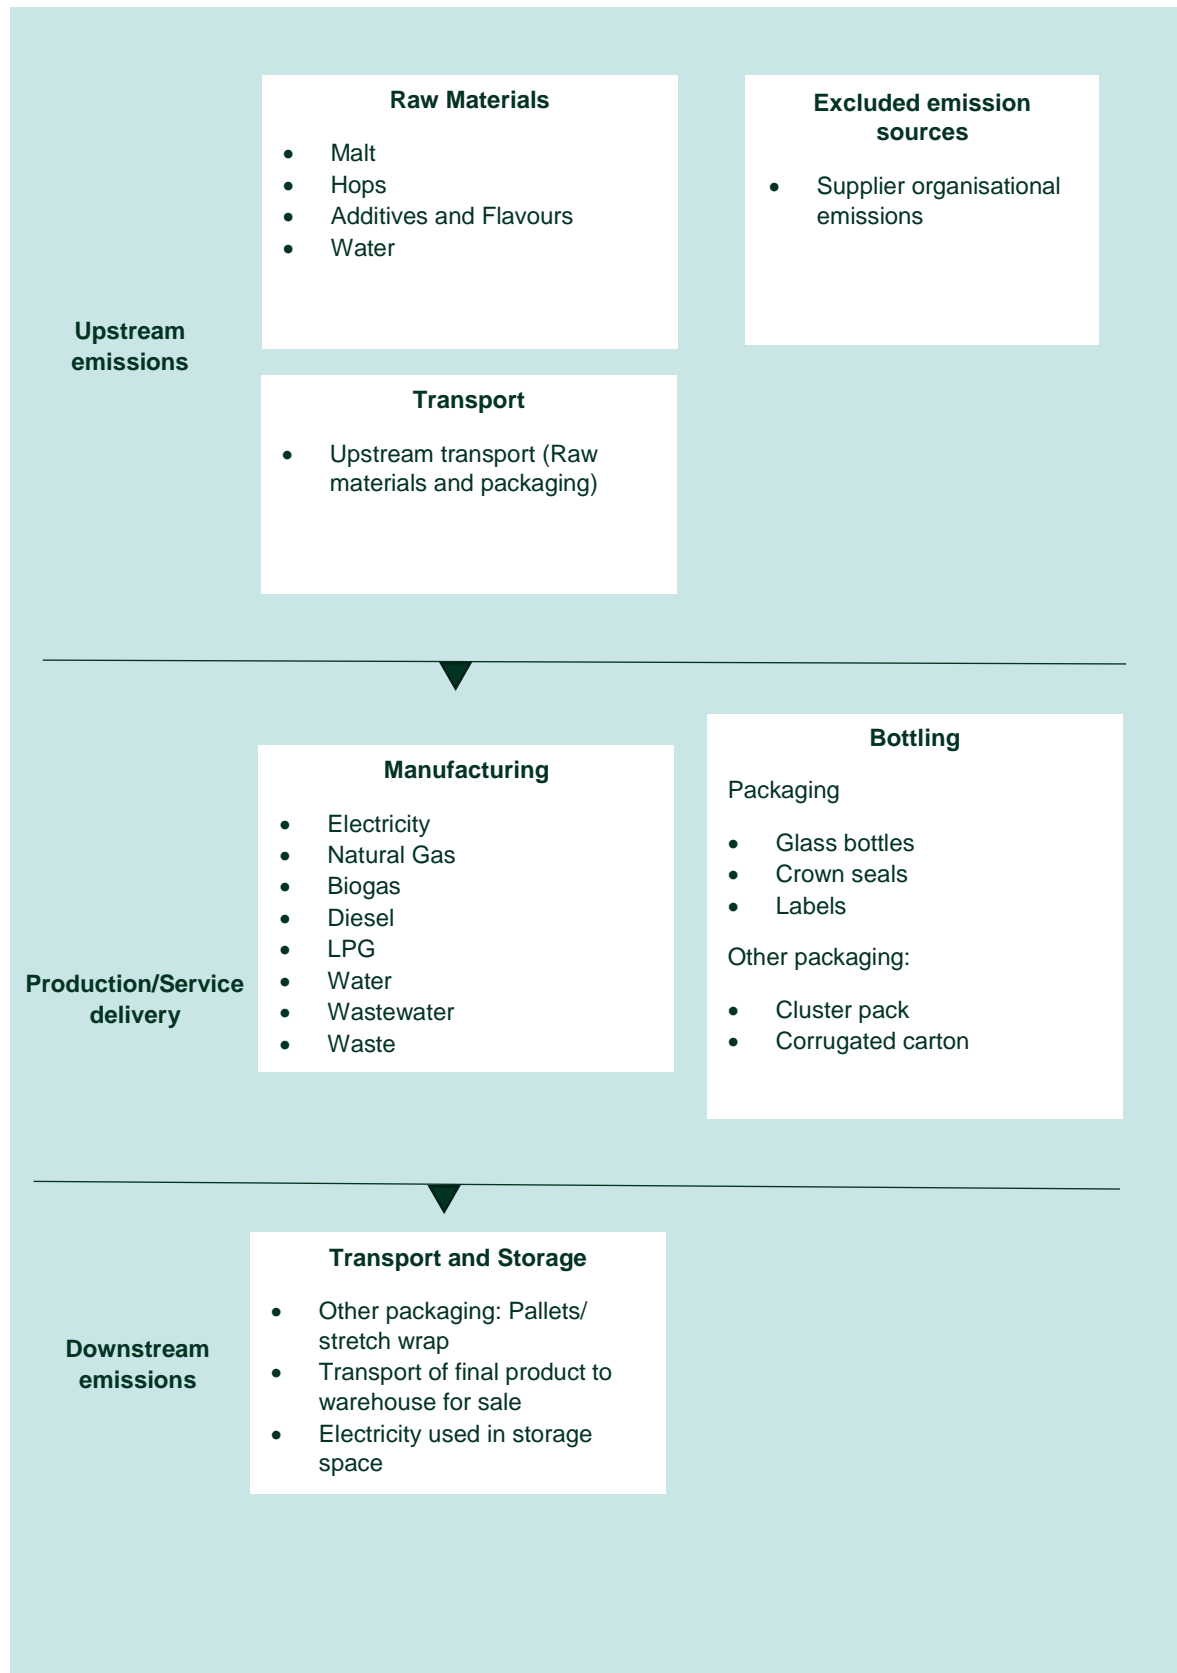 Upstream
emissions
Raw Materials
• Malt
• Hops
• Additives and Flavours
• Water
Excluded emission
sources
• Supplier organisational
emissions
Transport
• Upstream transport (Raw
materials and packaging)
Production/Service
delivery
Manufacturing
• Electricity
• Natural Gas
• Biogas
• Diesel
• LPG
• Water
• Wastewater
• Waste
Bottling
Packaging
• Glass bottles
• Crown seals
• Labels
Other packaging:
• Cluster pack
• Corrugated carton
Downstream
emissions
Transport and Storage
• Other packaging: Pallets/
stretch wrap
• Transport of final product to
warehouse for sale
• Electricity used in storage
space